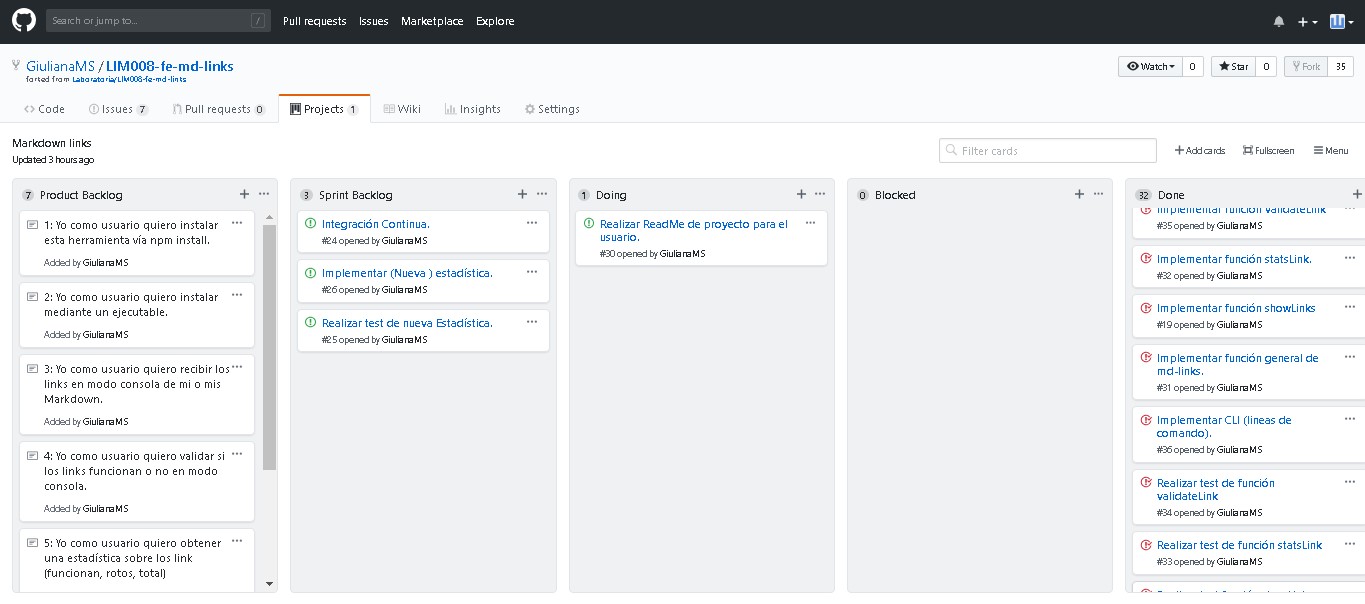 Search or jump to... /
Pull requests Issues Marketplace Explore
GiulianaMS / LIM008-fe-md-links
forked from Laboratoria/LIM008-fe-md-links
Watch 0 Star 0 Fork 35
Code Issues 7 Pull requests 0 Projects 1 Wiki Insights Settings
Markdown links
Updated 3 hours ago
Filter cards
Add cards Fullscreen Menu
7 Product Backlog
1: Yo como usuario quiero instalar
esta herramienta vía npm install.
Added by GiulianaMS
2: Yo como usuario quiero instalar
mediante un ejecutable.
Added by GiulianaMS
3: Yo como usuario quiero recibir los
links en modo consola de mi o mis
Markdown.
Added by GiulianaMS
4: Yo como usuario quiero validar si
los links funcionan o no en modo
consola.
Added by GiulianaMS
5: Yo como usuario quiero obtener
una estadística sobre los link
(funcionan, rotos, total)
3 Sprint Backlog
Integración Continua.
#24 opened by GiulianaMS
Implementar (Nueva ) estadística.
#26 opened by GiulianaMS
Realizar test de nueva Estadística.
#25 opened by GiulianaMS
1 Doing
Realizar ReadMe de proyecto para el
usuario.
#30 opened by GiulianaMS
0 Blocked
32 Done
Implementar función validateLink
#35 opened by GiulianaMS
Implementar función statsLink.
#32 opened by GiulianaMS
Implementar función showLinks
#19 opened by GiulianaMS
Implementar función general de
md-links.
#31 opened by GiulianaMS
Implementar CLI (lineas de
comando).
#36 opened by GiulianaMS
Realizar test de función
validateLink
#34 opened by GiulianaMS
Realizar test de función statsLink
#33 opened by GiulianaMS